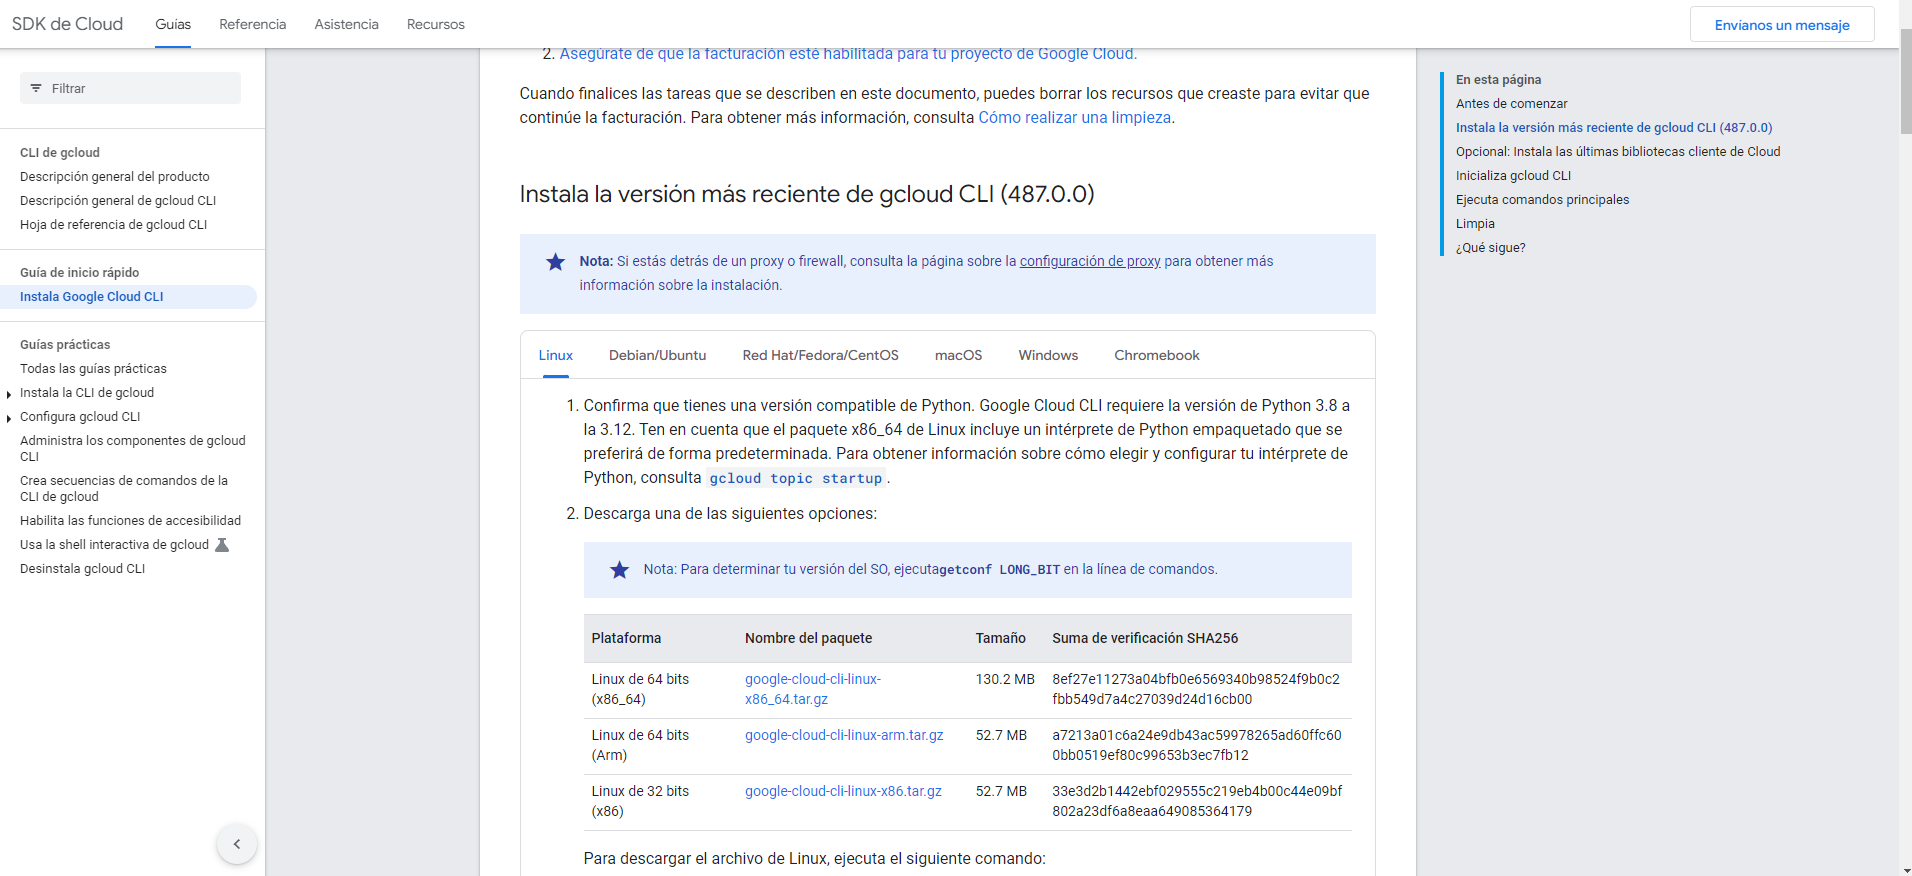 SDK de Cloud
Guías
Referencia
Asistencia
Recursos
Envíanos un mensaje
Filtrar
CLI de gcloud
Descripción general del producto
Descripción general de gcloud CLI
Hoja de referencia de gcloud CLI
Guía de inicio rápido
Instala Google Cloud CLI
Guías prácticas
Todas las guías prácticas
Instala la CLI de gcloud
Configura gcloud CLI
Administra los componentes de gcloud
CLI
Crea secuencias de comandos de la
CLI de gcloud
Habilita las funciones de accesibilidad
Usa la shell interactiva de gcloud
Desinstala gcloud CLI
2. Asegúrate de que la facturación esté habilitada para tu proyecto de Google Cloud.
Cuando finalices las tareas que se describen en este documento, puedes borrar los recursos que creaste para evitar que
continúe la facturación. Para obtener más información, consulta Cómo realizar una limpieza.
Instala la versión más reciente de gcloud CLI (487.0.0)
Nota: Si estás detrás de un proxy o firewall, consulta la página sobre la configuración de proxy para obtener más
información sobre la instalación.
Linux
Debian/Ubuntu
Red Hat/Fedora/CentOS
macOS
Windows
Chromebook
1. Confirma que tienes una versión compatible de Python. Google Cloud CLI requiere la versión de Python 3.8 a
la 3.12. Ten en cuenta que el paquete x86_64 de Linux incluye un intérprete de Python empaquetado que se
preferirá de forma predeterminada. Para obtener información sobre cómo elegir y configurar tu intérprete de
Python, consulta gcloud topic startup.
2. Descarga una de las siguientes opciones:
Nota: Para determinar tu versión del SO, ejecutagetconf LONG_BIT en la línea de comandos.
Plataforma
Nombre del paquete
Tamaño
Suma de verificación SHA256
Linux de 64 bits
(x86_64)
google-cloud-cli-linux-
x86_64.tar.gz
130.2 MB
8ef27e11273a04bfb0e6569340b98524f9b0c2
fbb549d7a4c27039d24d16cb00
Linux de 64 bits
(Arm)
google-cloud-cli-linux-arm.tar.gz
52.7 MB
a7213a01c6a24e9db43ac59978265ad60ffc60
0bb0519ef80c99653b3ec7fb12
Linux de 32 bits
(x86)
google-cloud-cli-linux-x86.tar.gz
52.7 MB
33e3d2b1442ebf029555c219eb4b00c44e09bf
802a23df6a8eaa649085364179
Para descargar el archivo de Linux, ejecuta el siguiente comando:
En esta página
Antes de comenzar
Instala la versión más reciente de gcloud CLI (487.0.0)
Opcional: Instala las últimas bibliotecas cliente de Cloud
Inicializa gcloud CLI
Ejecuta comandos principales
Limpia
¿Qué sigue?